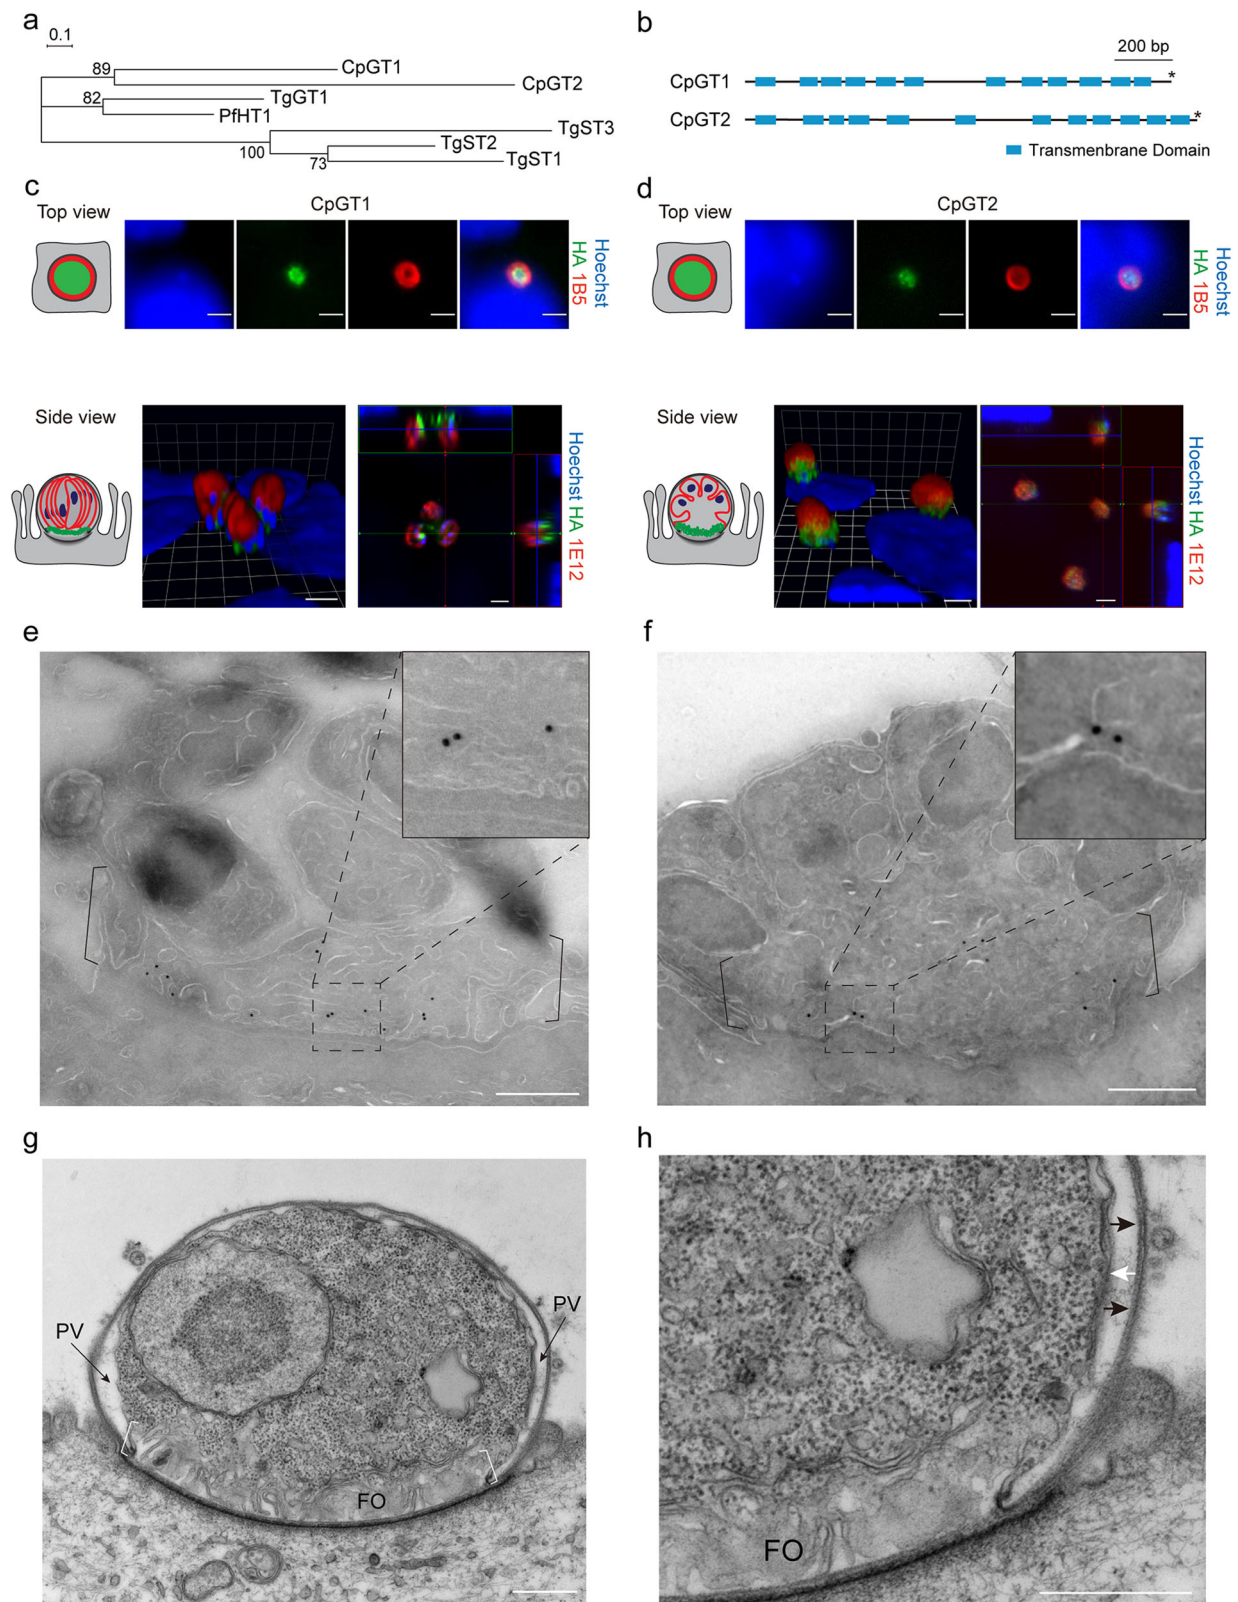 a
0.1
89
CpGT1
CpGT2
82
TgGT1
PfHT1
TgST3
100
TgST2
73
TgST1
b
200 bp
CpGT1
*
CpGT2
*
Transmenbrane Domain
c
Top view
CpGT1
Hoechst
HA 1B5
Side view
Hoechst HA 1E12
d
Top view
CpGT2
Hoechst
HA 1B5
Side view
Hoechst HA 1E12
e
f
g
PV
PV
FO
h
FO